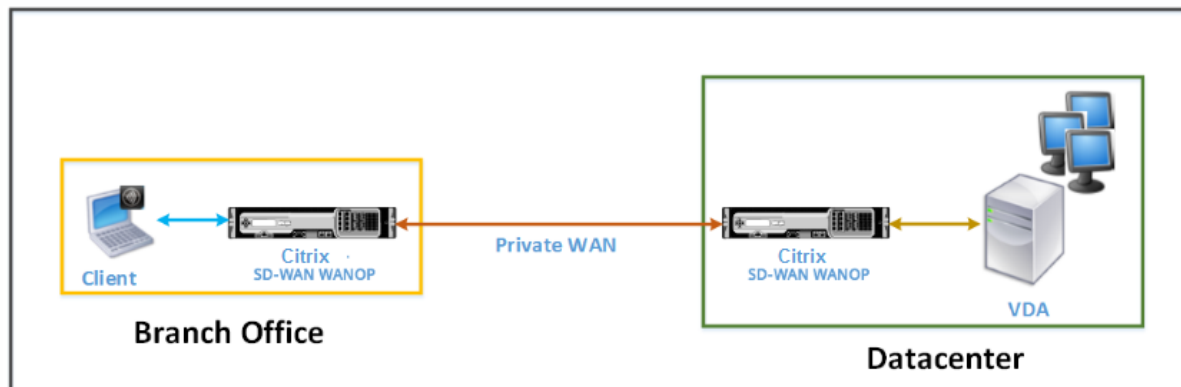 Client
Citrix
SD-WAN WANOP
Branch Office
Private WAN
Citrix
SD-WAN WANOP
VDA
Datacenter